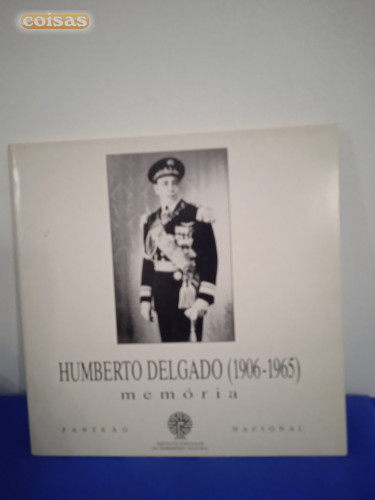 coisas
HUMBERTO DELGADO (1906-1965)
memória
PANTEÃO NACIONAL